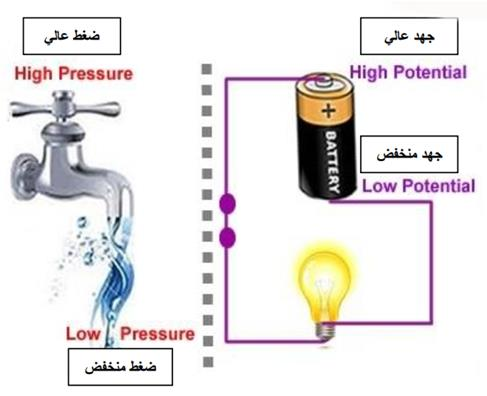 ضغط عالي
High Pressure
Low Pressure
ضغط منخفض
جهد عالي
High Potential
+
BATTERY
جهد منخفض
Low Potential